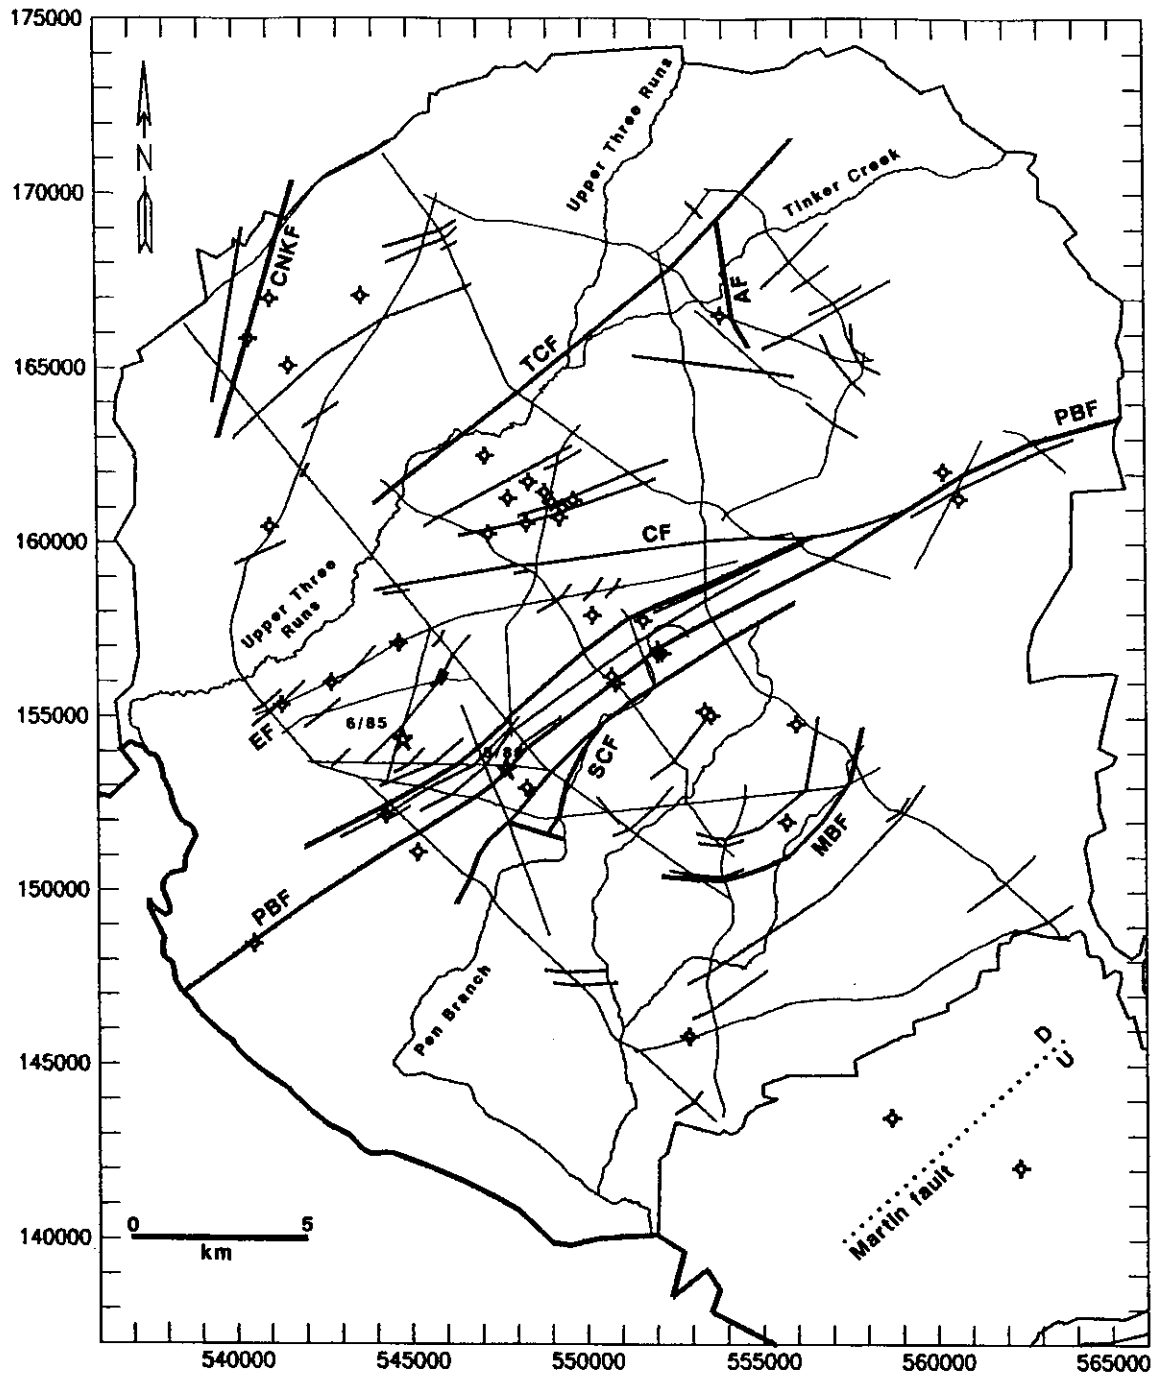 175000
Upper Three Runs
N
Tinker Creek
170000
CNKF
AF
TCF
165000
PBF
CF
160000
Upper Three
Runs
6/85
155000
EF
SCF
MBF
150000
PBF
Pen Branch
D
U
145000
Martin fault
0 5
km
140000
540000 545000 550000 555000 560000 565000